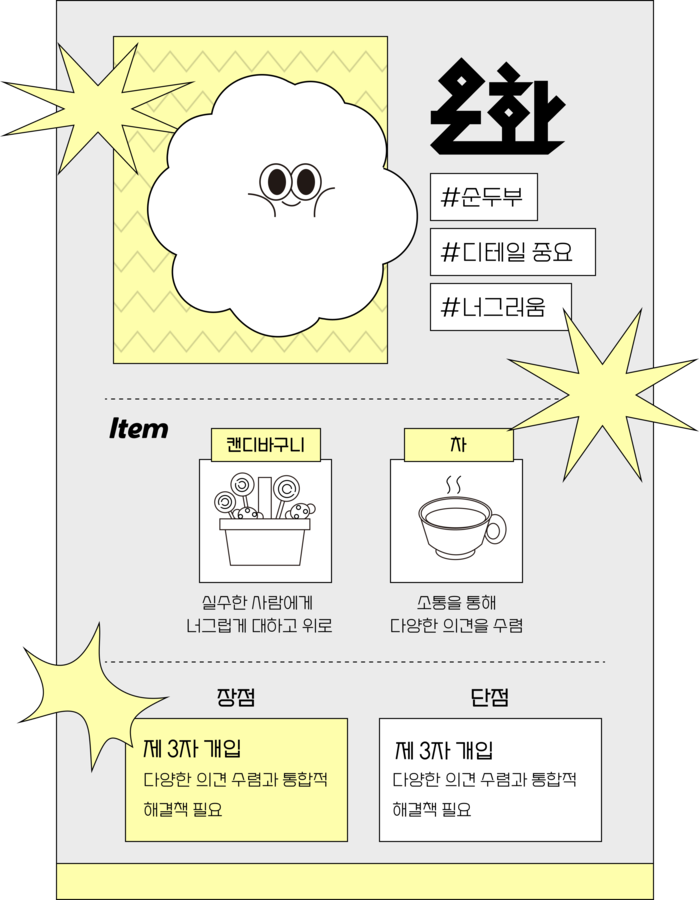 온화
#순두부
#디테일 중요
#너그러움
Item
캔디바구니
차
실수한 사람에게
너그럽게 대하고 위로
소통을 통해
다양한 의견을 수렴
장점
단점
제 3자 개입
다양한 의견 수렴과 통합적
해결책 필요
제 3자 개입
다양한 의견 수렴과 통합적
해결책 필요